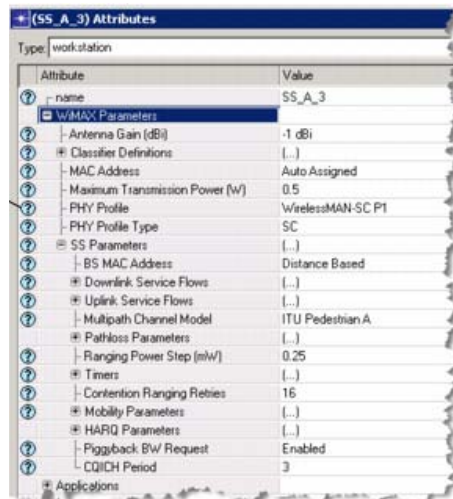 (SS_A_3) Attributes
Type: workstation
Attribute Value
name SS_A_3
WiMAX Parameters
Antenna Gain (dBi) -1 dBi
Classifier Definitions (...)
MAC Address Auto Assigned
Maximum Transmission Power (W) 0.5
PHY Profile WirelessMAN-SC P1
PHY Profile Type SC
SS Parameters (...)
BS MAC Address Distance Based
Downlink Service Flows (...)
Uplink Service Flows (...)
Multipath Channel Model ITU Pedestrian A
Pathloss Parameters (...)
Ranging Power Step (mW) 0.25
Timers (...)
Contention Ranging Retries 16
Mobility Parameters (...)
HARQ Parameters (...)
Piggyback BW Request Enabled
CQICH Period 3
Applications